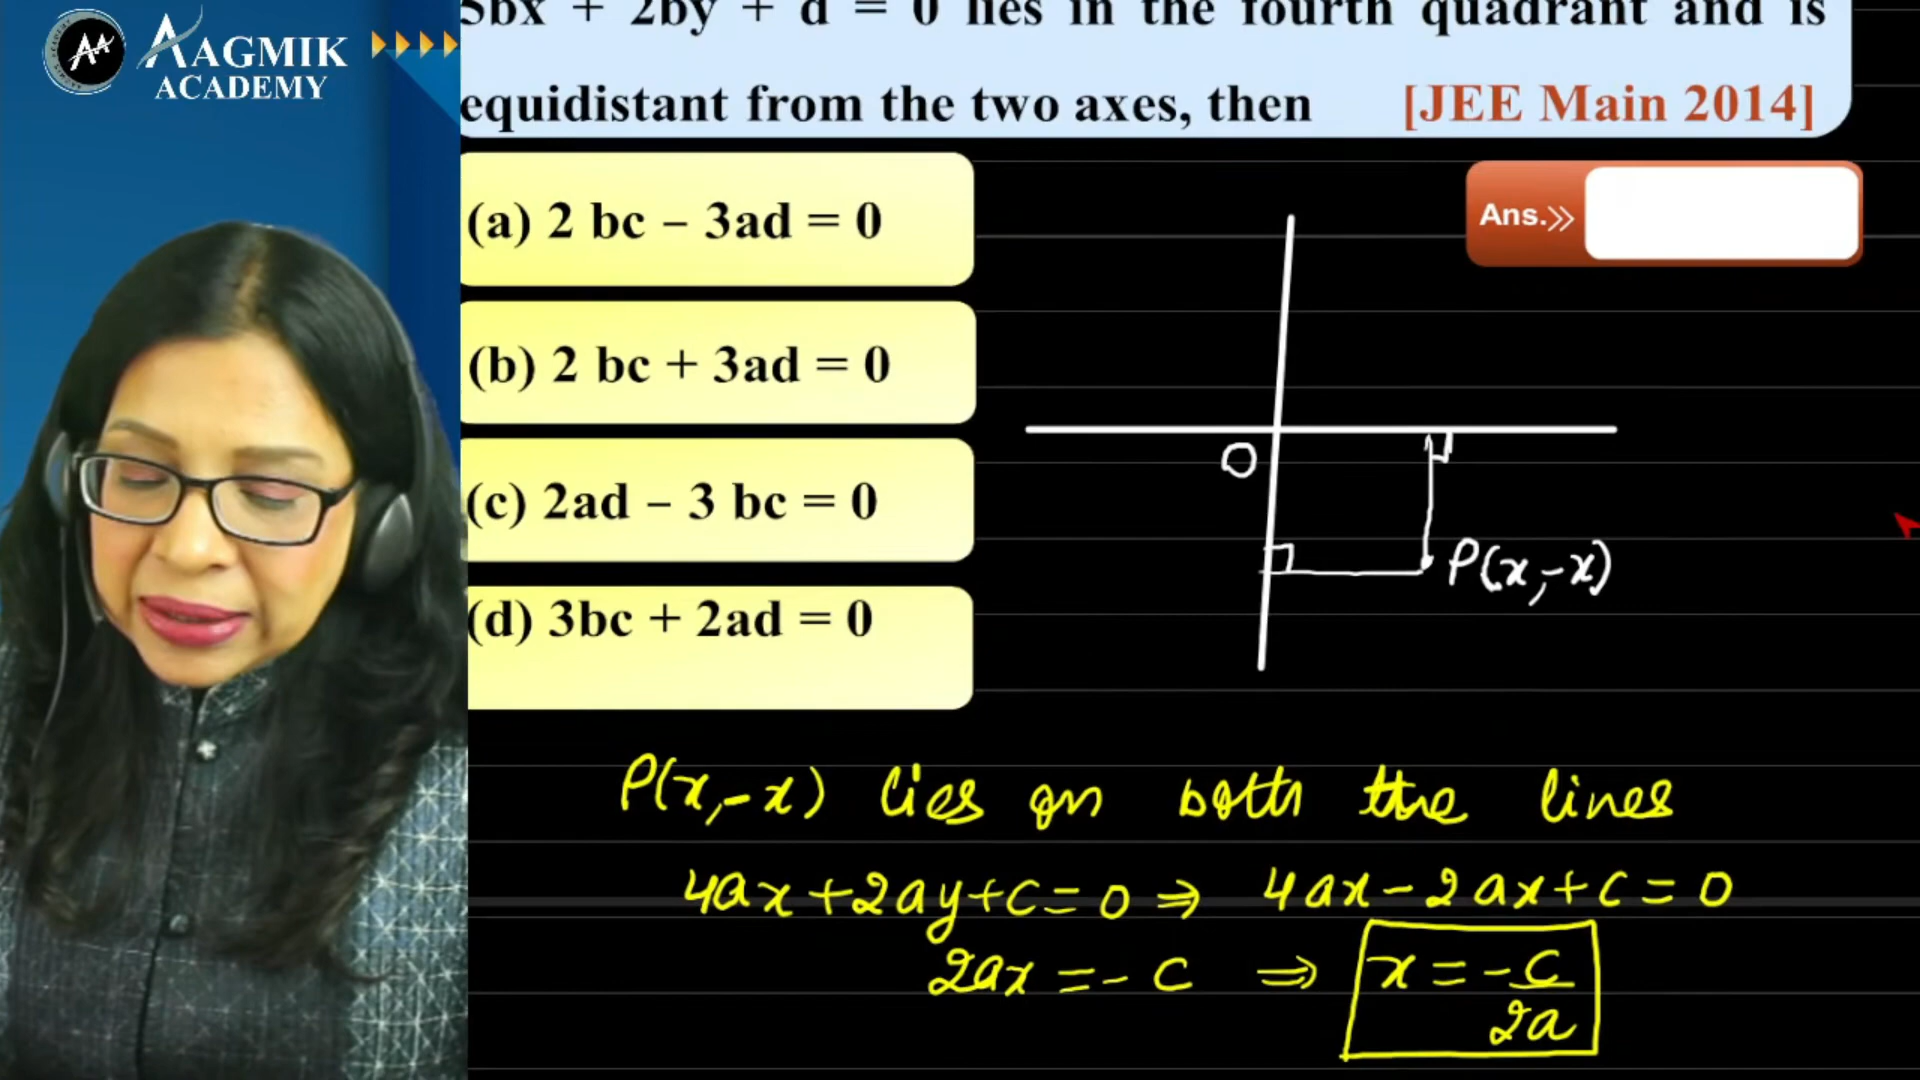 AAGMIK
ACADEMY
5bx + 2by + d = 0 lies in the fourth quadrant and is
equidistant from the two axes, then [JEE Main 2014]
(a) 2 bc – 3ad = 0
(b) 2 bc + 3ad = 0
(c) 2ad – 3 bc = 0
(d) 3bc + 2ad = 0
Ans.
O
P(x,-x)
P(x,-x) lies on both the lines
4ax+2ay+c=0 ⇒ 4ax-2ax+c=0
2ax=-c ⇒ x=-c/2a